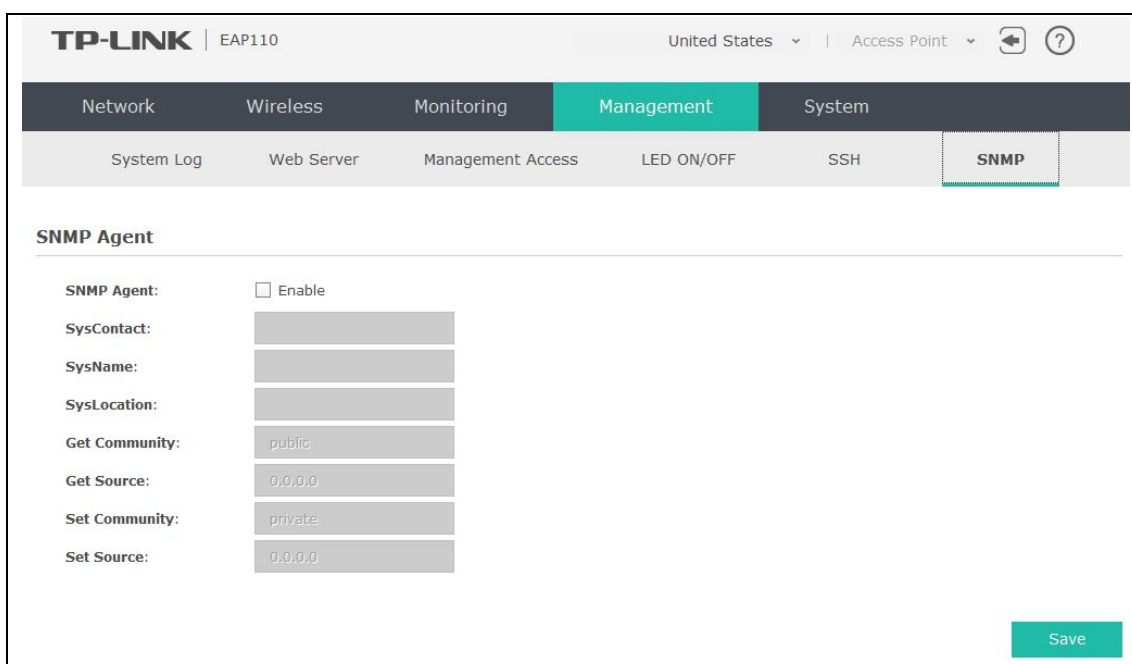 TP-LINK | EAP110 United States | Access Point ?
Network Wireless Monitoring Management System
System Log Web Server Management Access LED ON/OFF SSH SNMP
SNMP Agent
SNMP Agent: Enable
SysContact:
SysName:
SysLocation:
Get Community: public
Get Source: 0.0.0.0
Set Community: private
Set Source: 0.0.0.0
Save